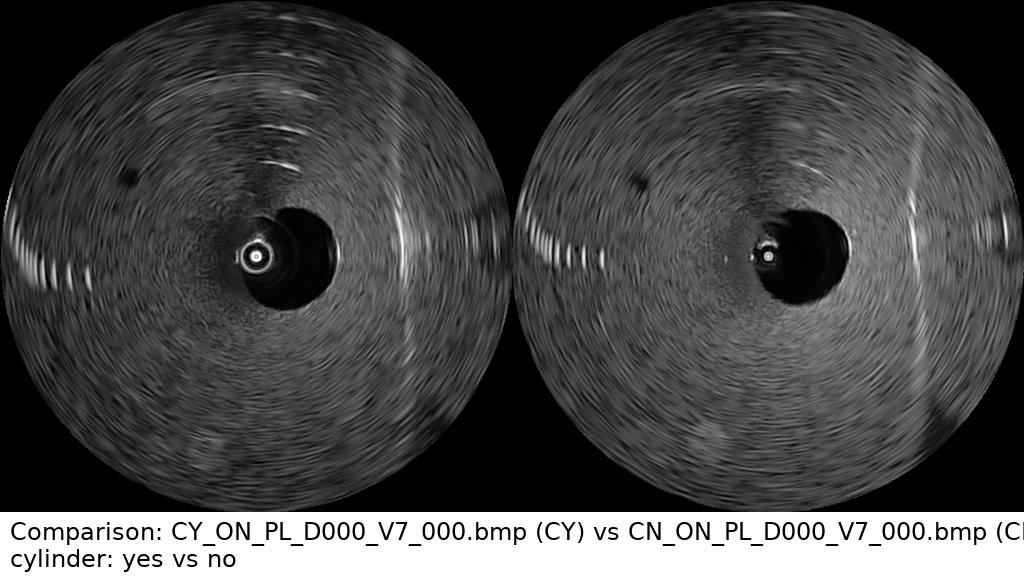 Comparison: CY_ON_PL_D000_V7_000.bmp (CY) vs CN_ON_PL_D000_V7_000.bmp (C
cylinder: yes vs no